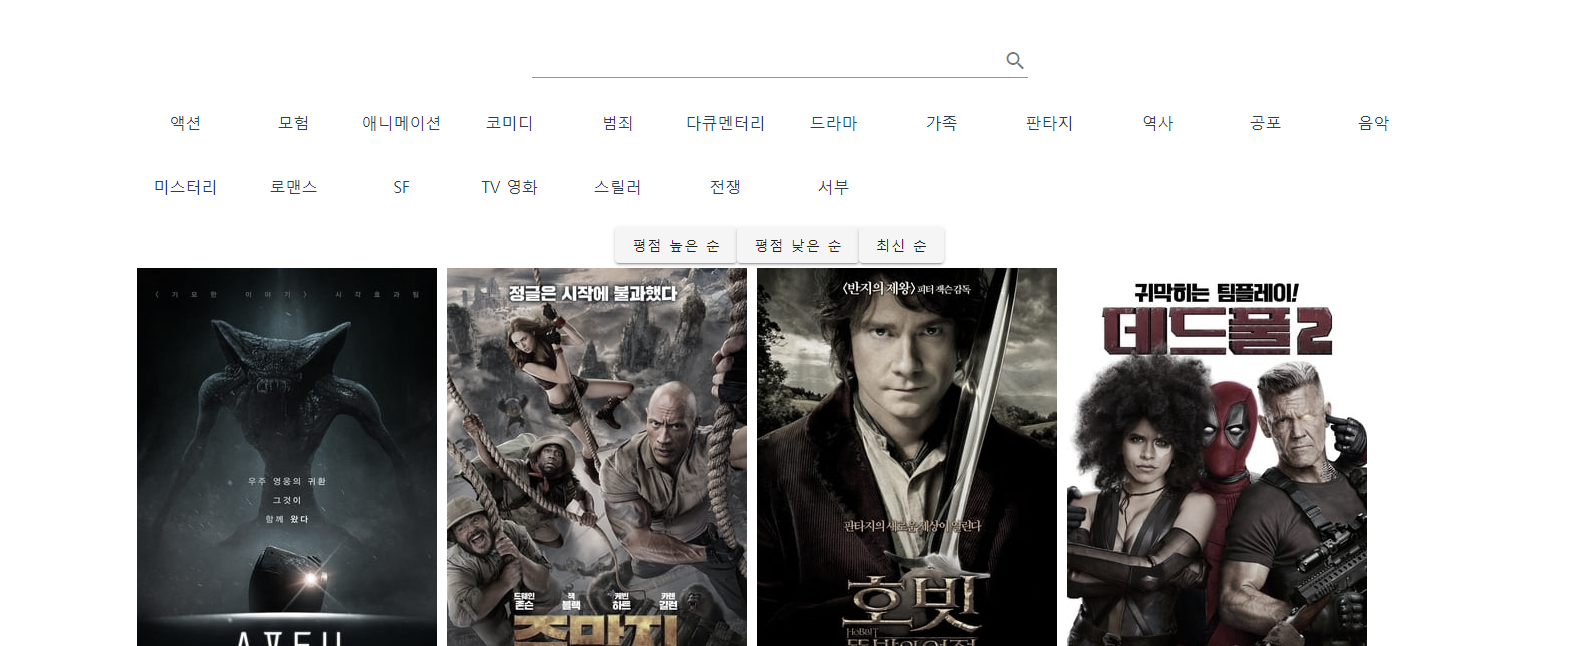 액션 모험 애니메이션 코미디 범죄 다큐멘터리 드라마 가족 판타지 역사 공포 음악
미스터리 로맨스 SF TV 영화 스릴러 전쟁 서부
평점 높은 순 평점 낮은 순 최신 순
〈 기묘한 이야기 〉 시각효과팀
우주 영웅의 귀환
그것이
함께 왔다
정글은 시작에 불과했다
드웨인 존슨
잭 블랙
케빈 하트
카렌 길런
쥬만지
〈반지의 제왕〉 피터 잭슨 감독
판타지의 새로운 세상이 열린다
호빗
HOBBIT
귀막히는 팀플레이!
데드풀2